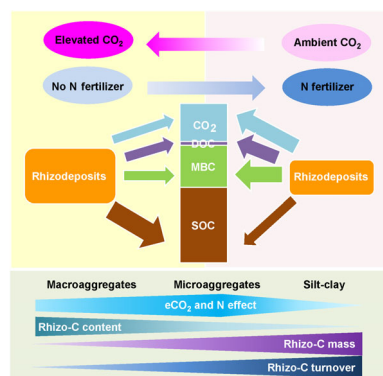 Elevated CO₂
Ambient CO₂
No N fertilizer
N fertilizer
CO₂
DOC
MBC
Rhizodeposits
Rhizodeposits
SOC
Macroaggregates Microaggregates Silt-clay
eCO₂ and N effect
Rhizo-C content
Rhizo-C mass
Rhizo-C turnover